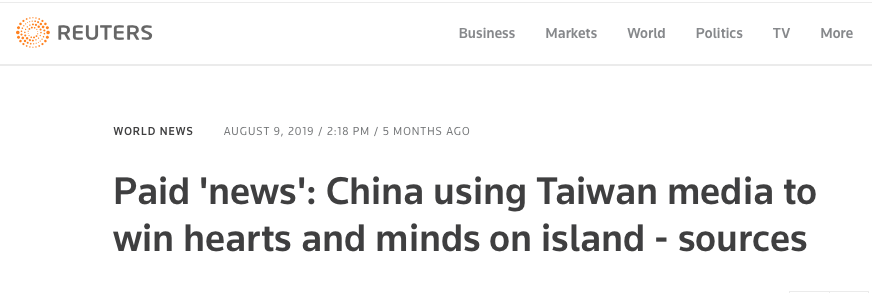 REUTERS
Business Markets World Politics TV More
WORLD NEWS AUGUST 9, 2019 / 2:18 PM / 5 MONTHS AGO
Paid 'news': China using Taiwan media to
win hearts and minds on island - sources